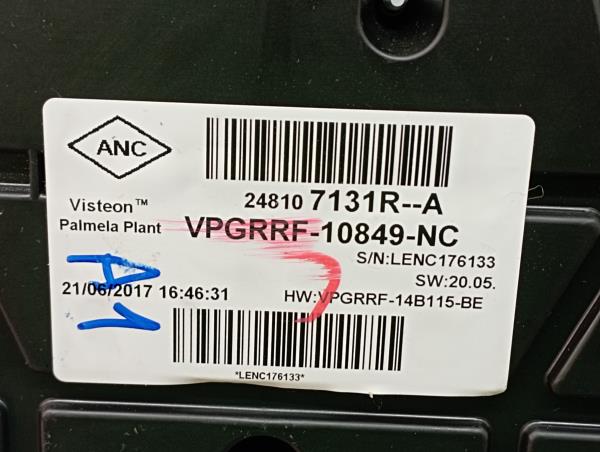 ANC
24810 7131R--A
Visteon™
Palmela Plant
VPGRRF-10849-NC
S/N:LENC176133
SW:20.05.
21/06/2017 16:46:31
HW:VPGRRF-14B115-BE
A1
*LENC176133*